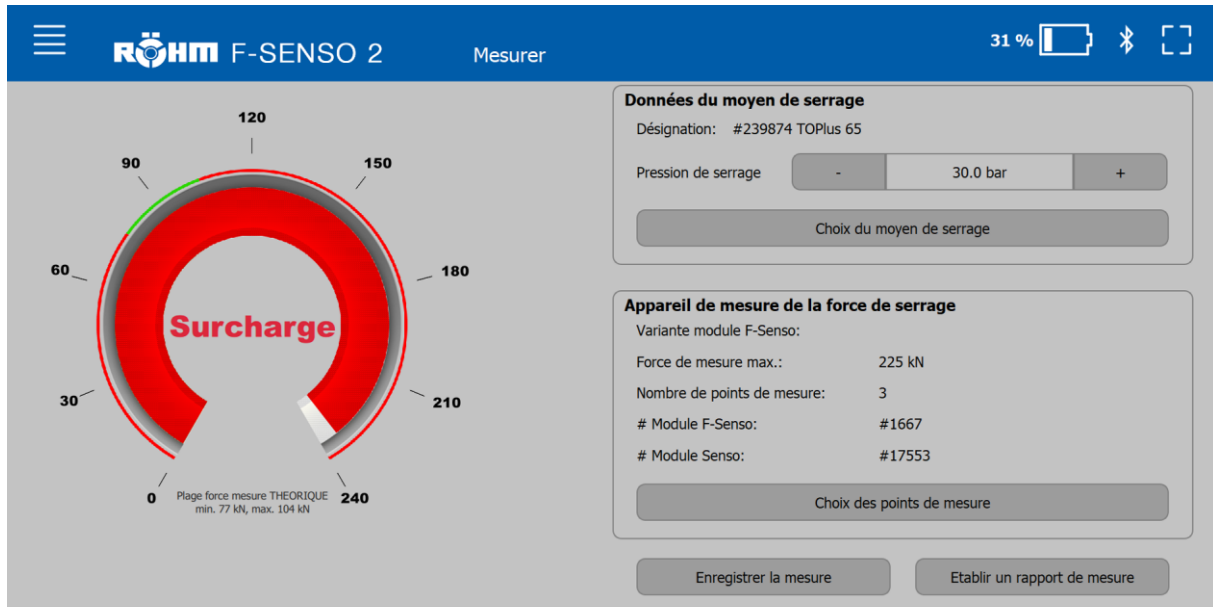 RÖHM F-SENSO 2 Mesurer 31 %
120
90 150
60 180
30 210
0 240
Surcharge
Plage force mesure THEORIQUE
min. 77 kN, max. 104 kN
Données du moyen de serrage
Désignation: #239874 TOPlus 65
Pression de serrage - 30.0 bar +
Choix du moyen de serrage
Appareil de mesure de la force de serrage
Variante module F-Senso:
Force de mesure max.: 225 kN
Nombre de points de mesure: 3
# Module F-Senso: #1667
# Module Senso: #17553
Choix des points de mesure
Enregistrer la mesure Etablir un rapport de mesure